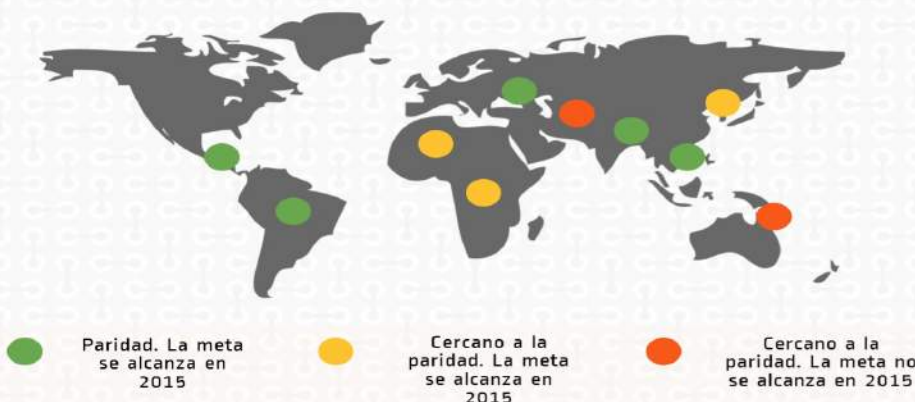 Paridad. La meta
se alcanza en
2015
Cercano a la
paridad. La meta
se alcanza en
2015
Cercano a la
paridad. La meta no
se alcanza en 2015